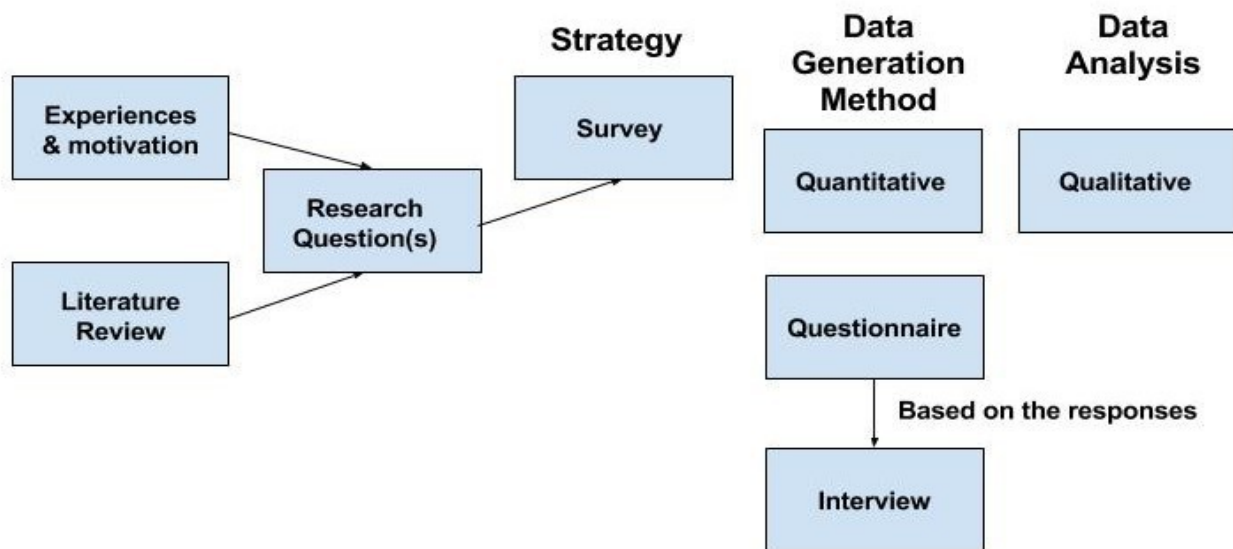 Strategy
Data
Generation
Method
Data
Analysis
Experiences
& motivation
Survey
Quantitative
Qualitative
Research
Question(s)
Literature
Review
Questionnaire
Based on the responses
Interview